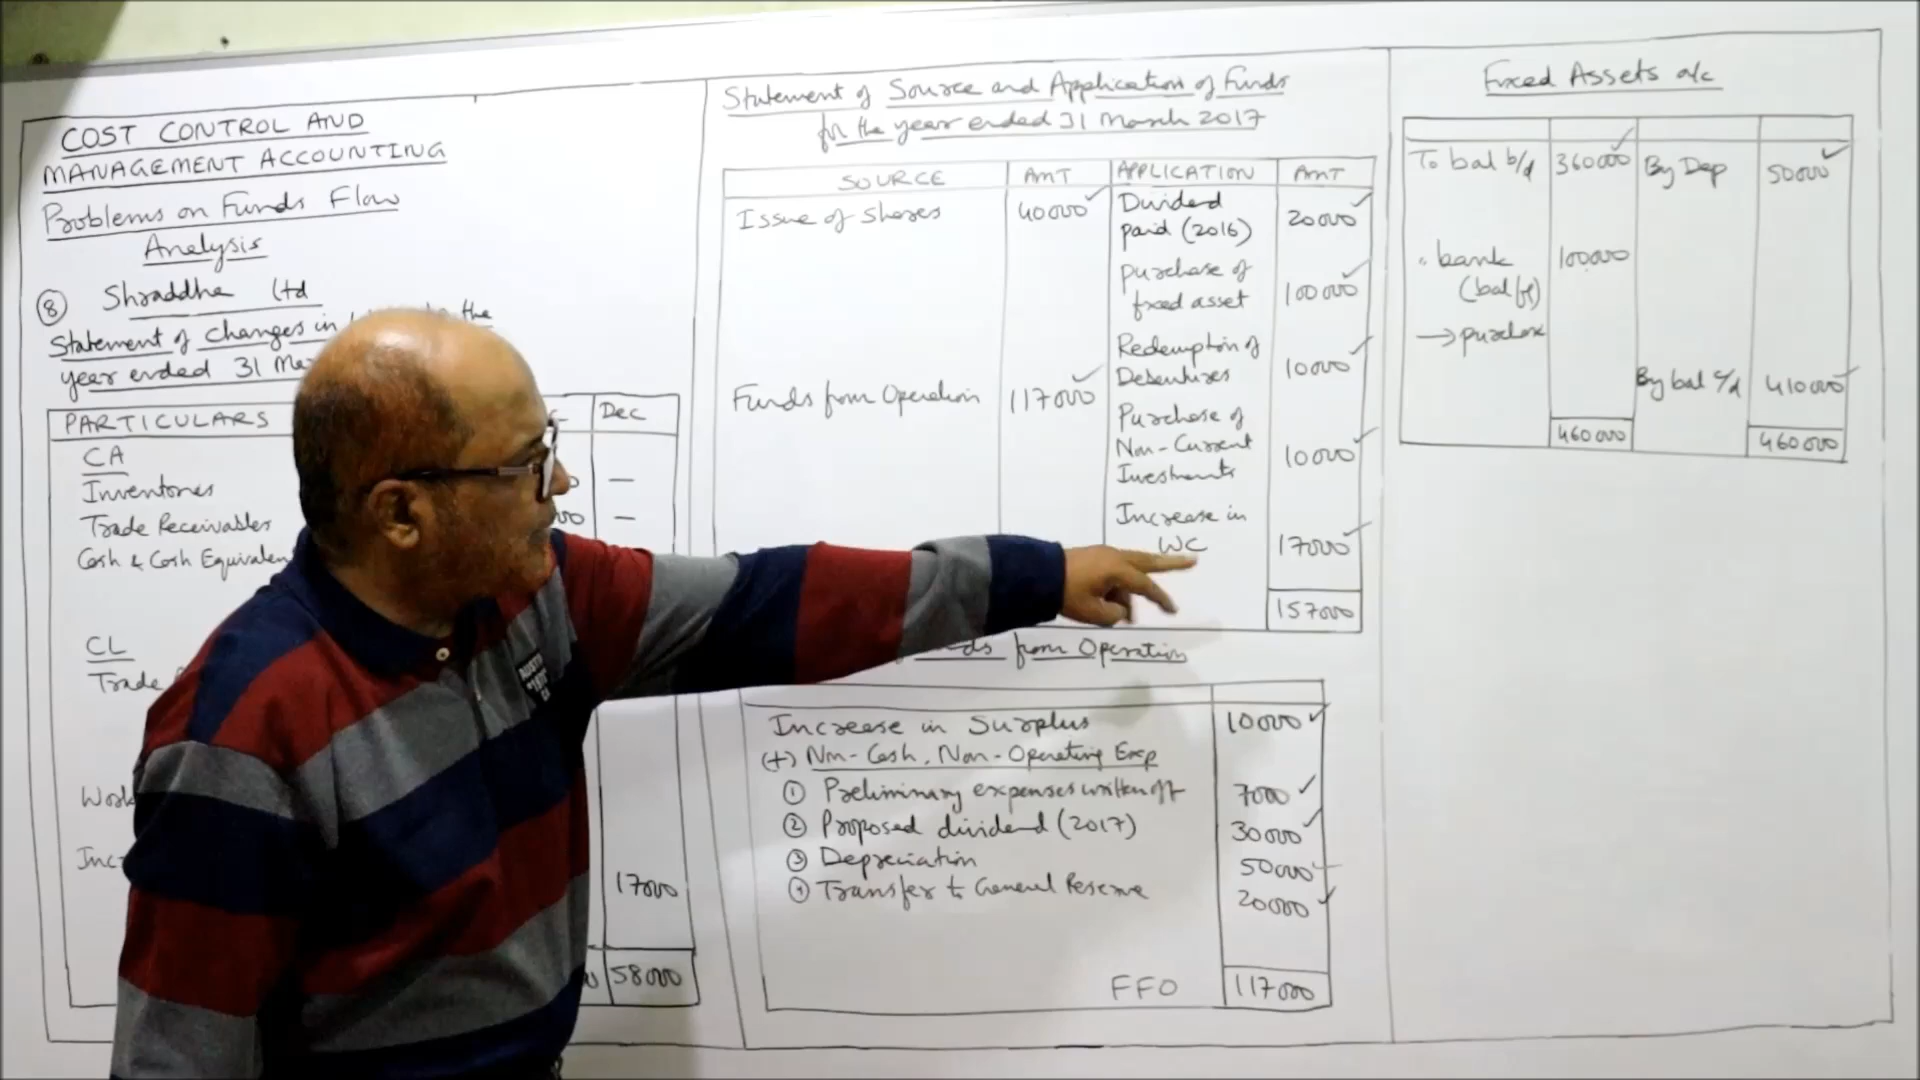 COST CONTROL AND
MANAGEMENT ACCOUNTING
Problems on Funds Flow
Analysis
8 Shraddha Ltd
Statement of changes in the
year ended 31 Mar
PARTICULARS Dec
CA
Inventories —
Trade Receivables —
Cash & Cash Equivalen
CL
Trade
17000
58000
Statement of Source and Application of Funds
for the year ended 31 March 2017
SOURCE AMT APPLICATION AMT
Issue of Shares 40000 Dividend
paid (2016) 20000
Purchase of
fixed asset 100000
Redemption of
Debentures 10000
Funds from Operation 117000
Purchase of
Non-Current
Investments 10000
Increase in
WC 17000
157000
from Operation
Increase in Surplus 10000
(+) Non-Cash, Non-Operating Exp
1 Preliminary expenses written off 7000
2 Proposed dividend (2017) 30000
3 Depreciation 50000
4 Transfer to General Reserve 20000
FFO 117000
Fixed Assets a/c
To bal b/d 360000 By Dep 50000
" bank 100000
(bal/f)
→ purchase
By bal c/d 410000
460000 460000